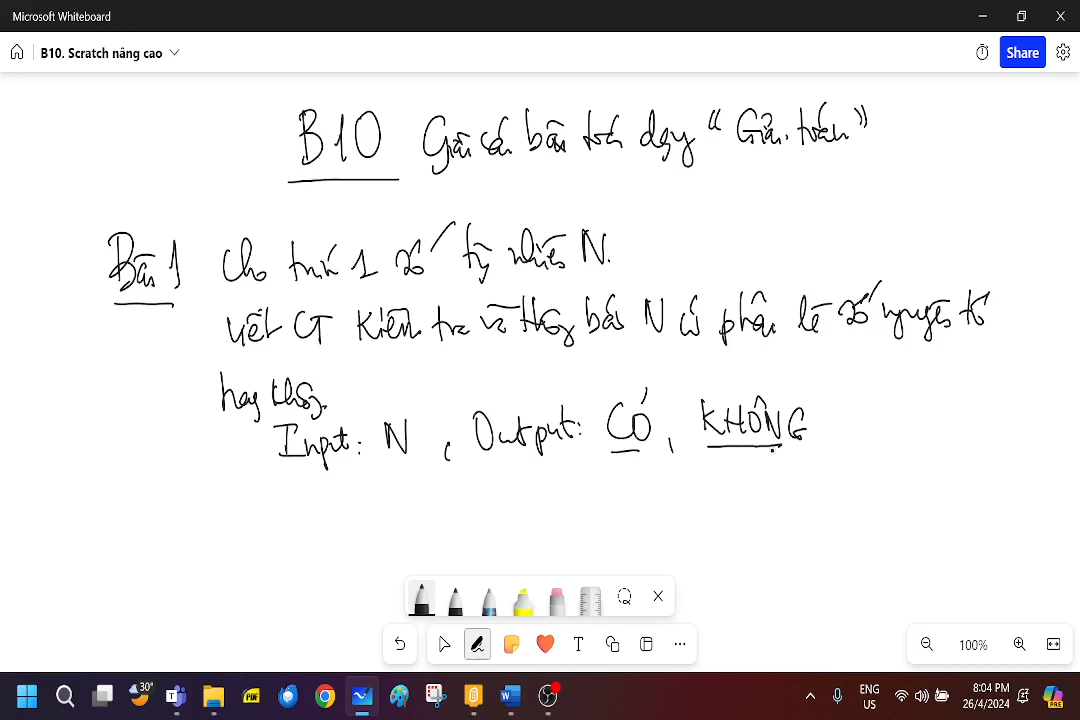 Microsoft Whiteboard
B10. Scratch nâng cao
Share
B10 Giải các bài toán dạy "Giải toán"
Bài 1 Cho trước 1 số tự nhiên N.
Viết CT kiểm tra và thông báo N có phải là số nguyên tố
hay không.
Input: N, Output: CÓ, KHÔNG
100%
30°
ENG
US
8:04 PM
26/4/2024